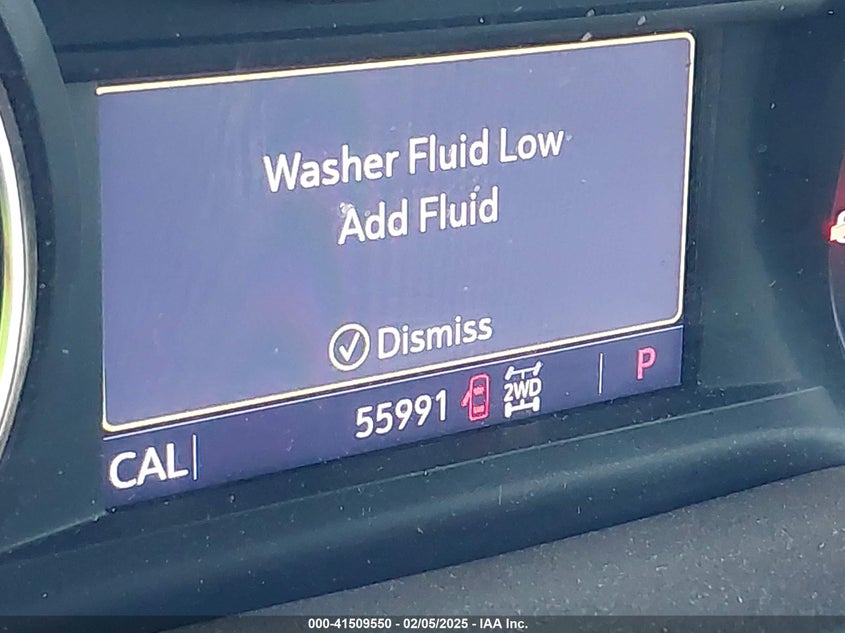 Washer Fluid Low
Add Fluid
Dismiss
55991 2WD P
CAL
000-41509550 - 02/05/2025 - IAA Inc.